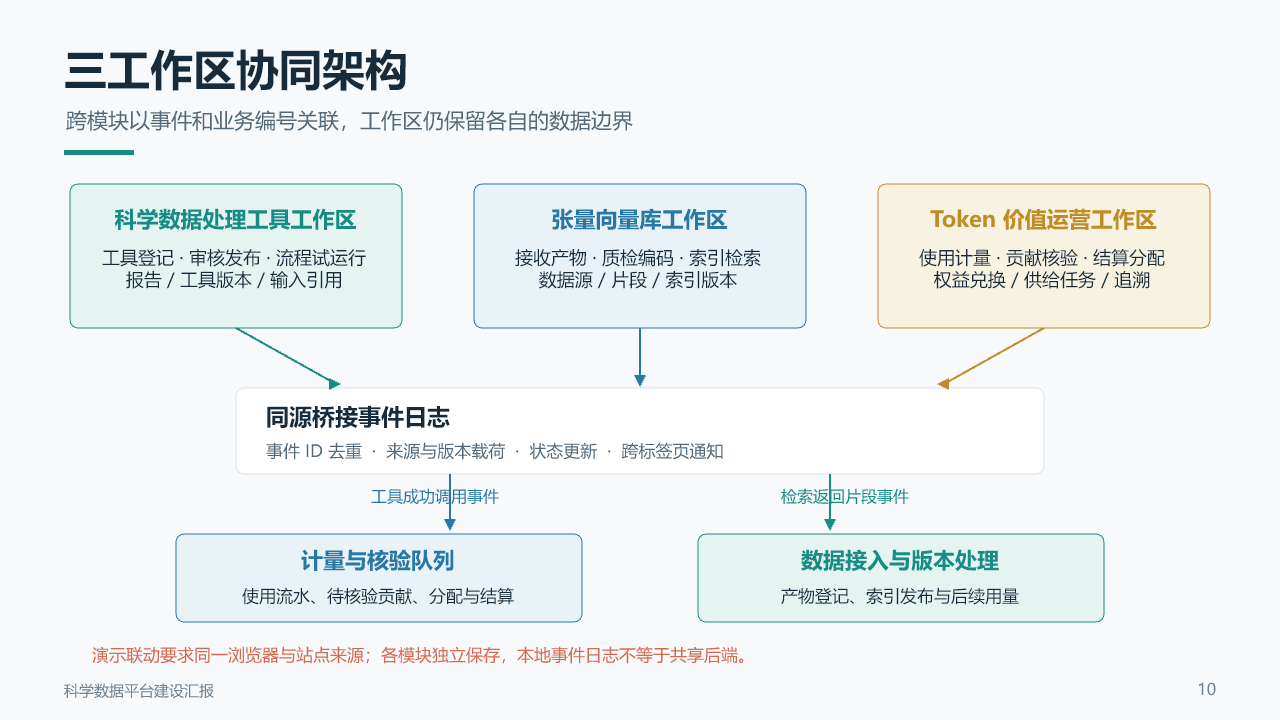 三工作区协同架构
跨模块以事件和业务编号关联，工作区仍保留各自的数据边界
科学数据处理工具工作区
工具登记 · 审核发布 · 流程试运行
报告 / 工具版本 / 输入引用
张量向量库工作区
接收产物 · 质检编码 · 索引检索
数据源 / 片段 / 索引版本
Token 价值运营工作区
使用计量 · 贡献核验 · 结算分配
权益兑换 / 供给任务 / 追溯
同源桥接事件日志
事件 ID 去重 · 来源与版本载荷 · 状态更新 · 跨标签页通知
工具成功调用事件
检索返回片段事件
计量与核验队列
使用流水、待核验贡献、分配与结算
数据接入与版本处理
产物登记、索引发布与后续用量
演示联动要求同一浏览器与站点来源；各模块独立保存，本地事件日志不等于共享后端。
科学数据平台建设汇报
10